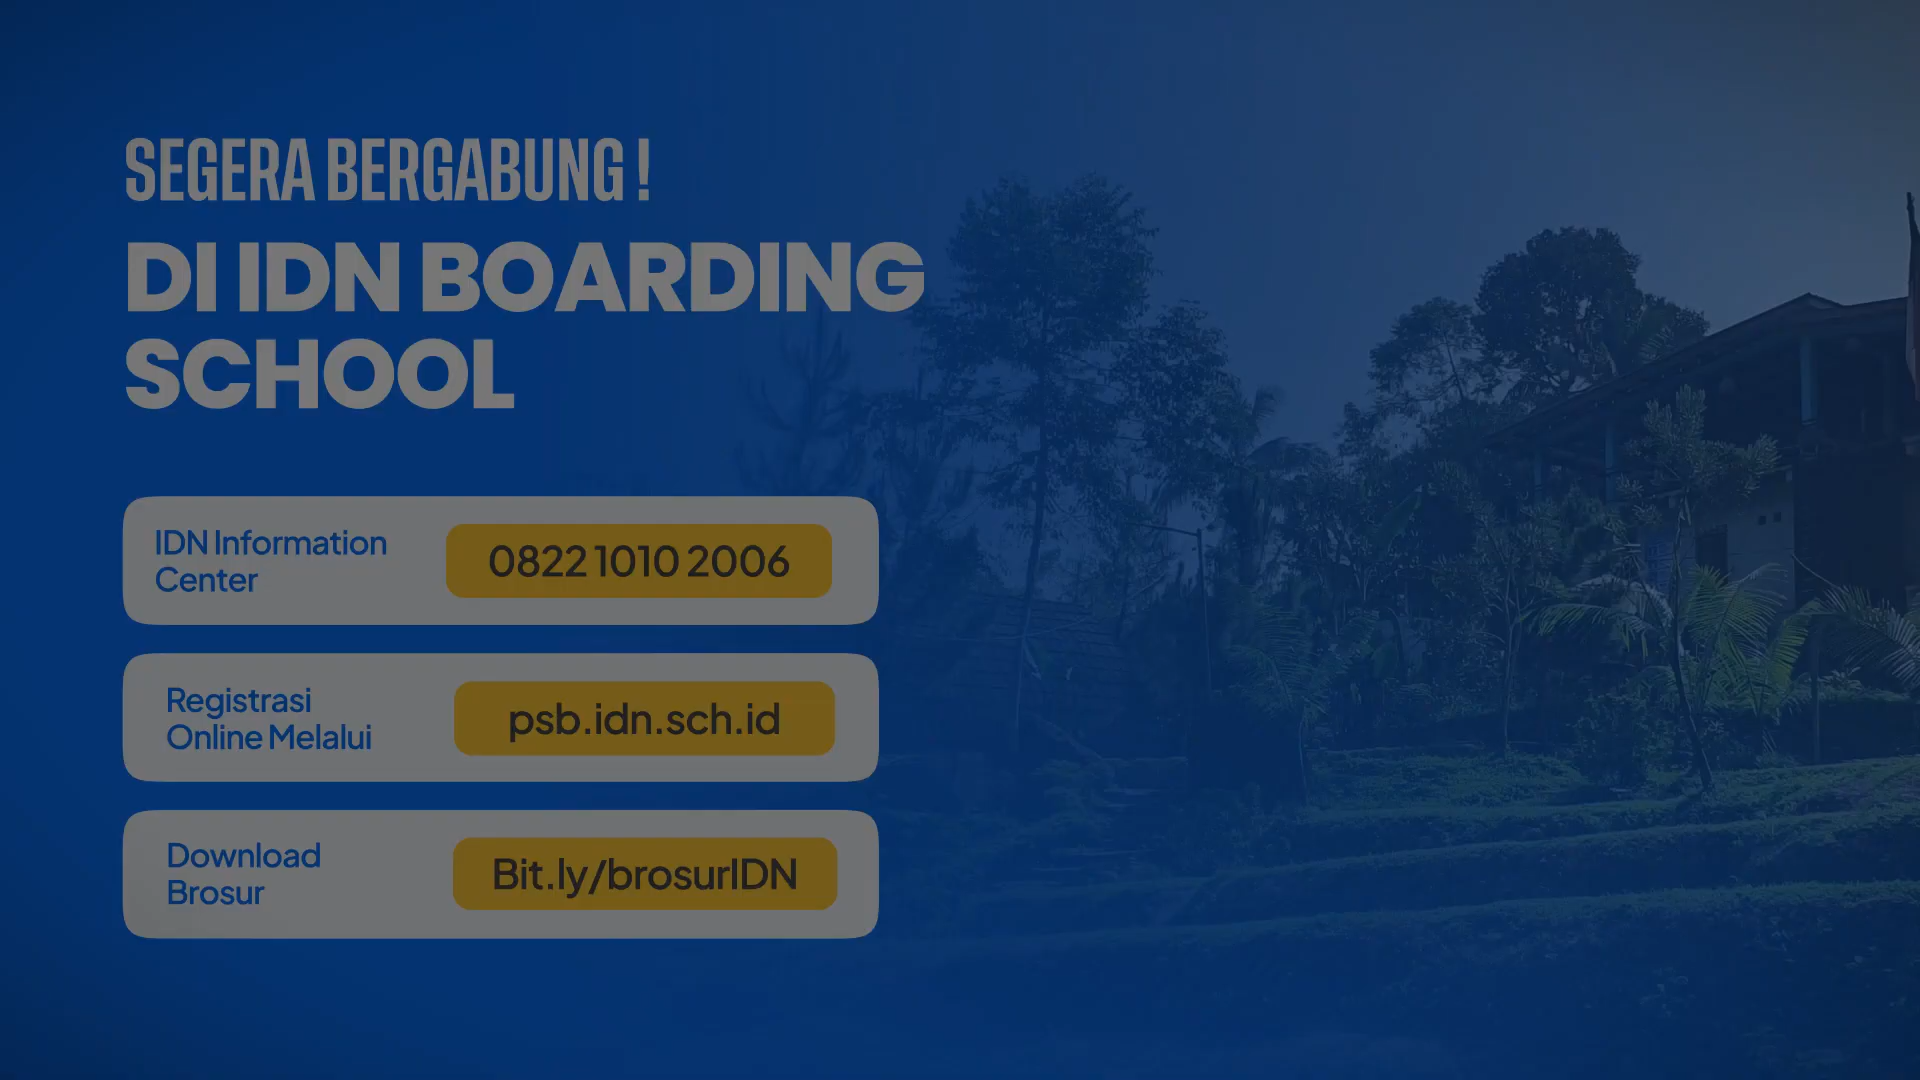 SEGERA BERGABUNG !
DI IDN BOARDING
SCHOOL
IDN Information
Center
0822 1010 2006
Registrasi
Online Melalui
psb.idn.sch.id
Download
Brosur
Bit.ly/brosurIDN